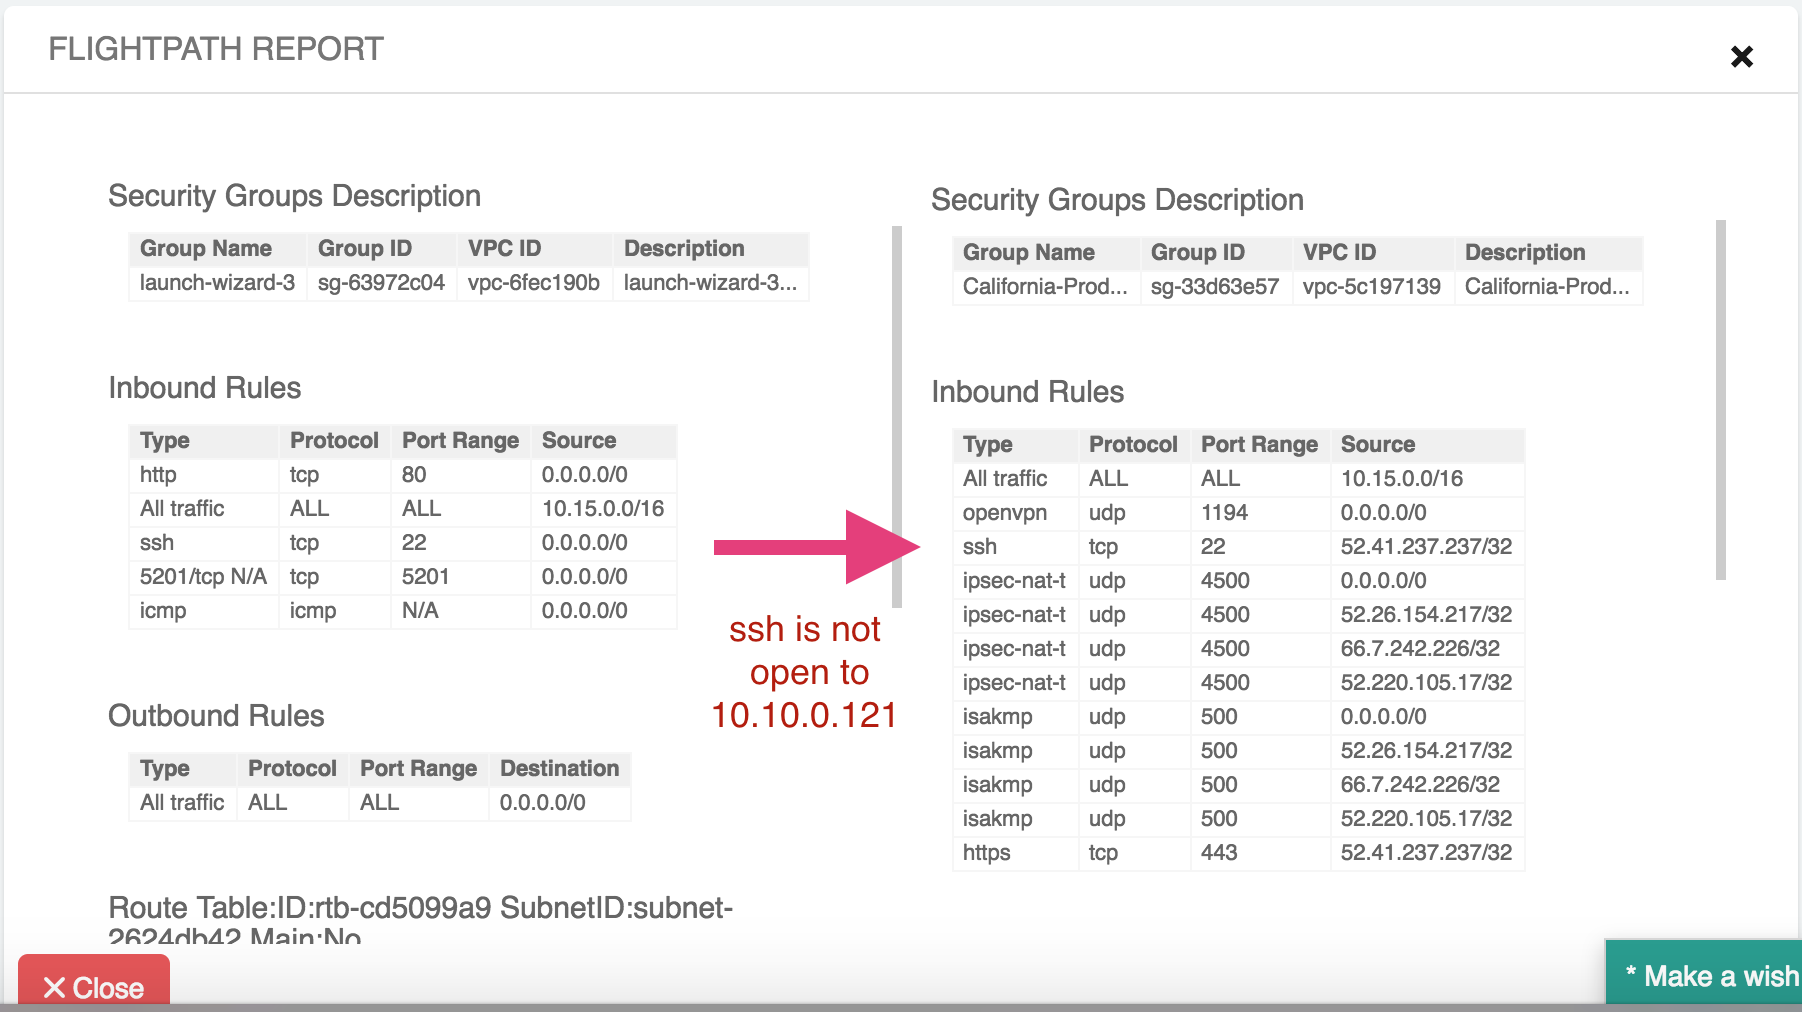 FLIGHTPATH REPORT
Security Groups Description
Group Name Group ID VPC ID Description
launch-wizard-3 sg-63972c04 vpc-6fec190b launch-wizard-3...
Inbound Rules
Type Protocol Port Range Source
http tcp 80 0.0.0.0/0
All traffic ALL ALL 10.15.0.0/16
ssh tcp 22 0.0.0.0/0
5201/tcp N/A tcp 5201 0.0.0.0/0
icmp icmp N/A 0.0.0.0/0
Outbound Rules
Type Protocol Port Range Destination
All traffic ALL ALL 0.0.0.0/0
Route Table:ID:rtb-cd5099a9 SubnetID:subnet-
2624db42 Main:No
ssh is not
open to
10.10.0.121
Security Groups Description
Group Name Group ID VPC ID Description
California-Prod... sg-33d63e57 vpc-5c197139 California-Prod...
Inbound Rules
Type Protocol Port Range Source
All traffic ALL ALL 10.15.0.0/16
openvpn udp 1194 0.0.0.0/0
ssh tcp 22 52.41.237.237/32
ipsec-nat-t udp 4500 0.0.0.0/0
ipsec-nat-t udp 4500 52.26.154.217/32
ipsec-nat-t udp 4500 66.7.242.226/32
ipsec-nat-t udp 4500 52.220.105.17/32
isakmp udp 500 0.0.0.0/0
isakmp udp 500 52.26.154.217/32
isakmp udp 500 66.7.242.226/32
isakmp udp 500 52.220.105.17/32
https tcp 443 52.41.237.237/32
Close
* Make a wish